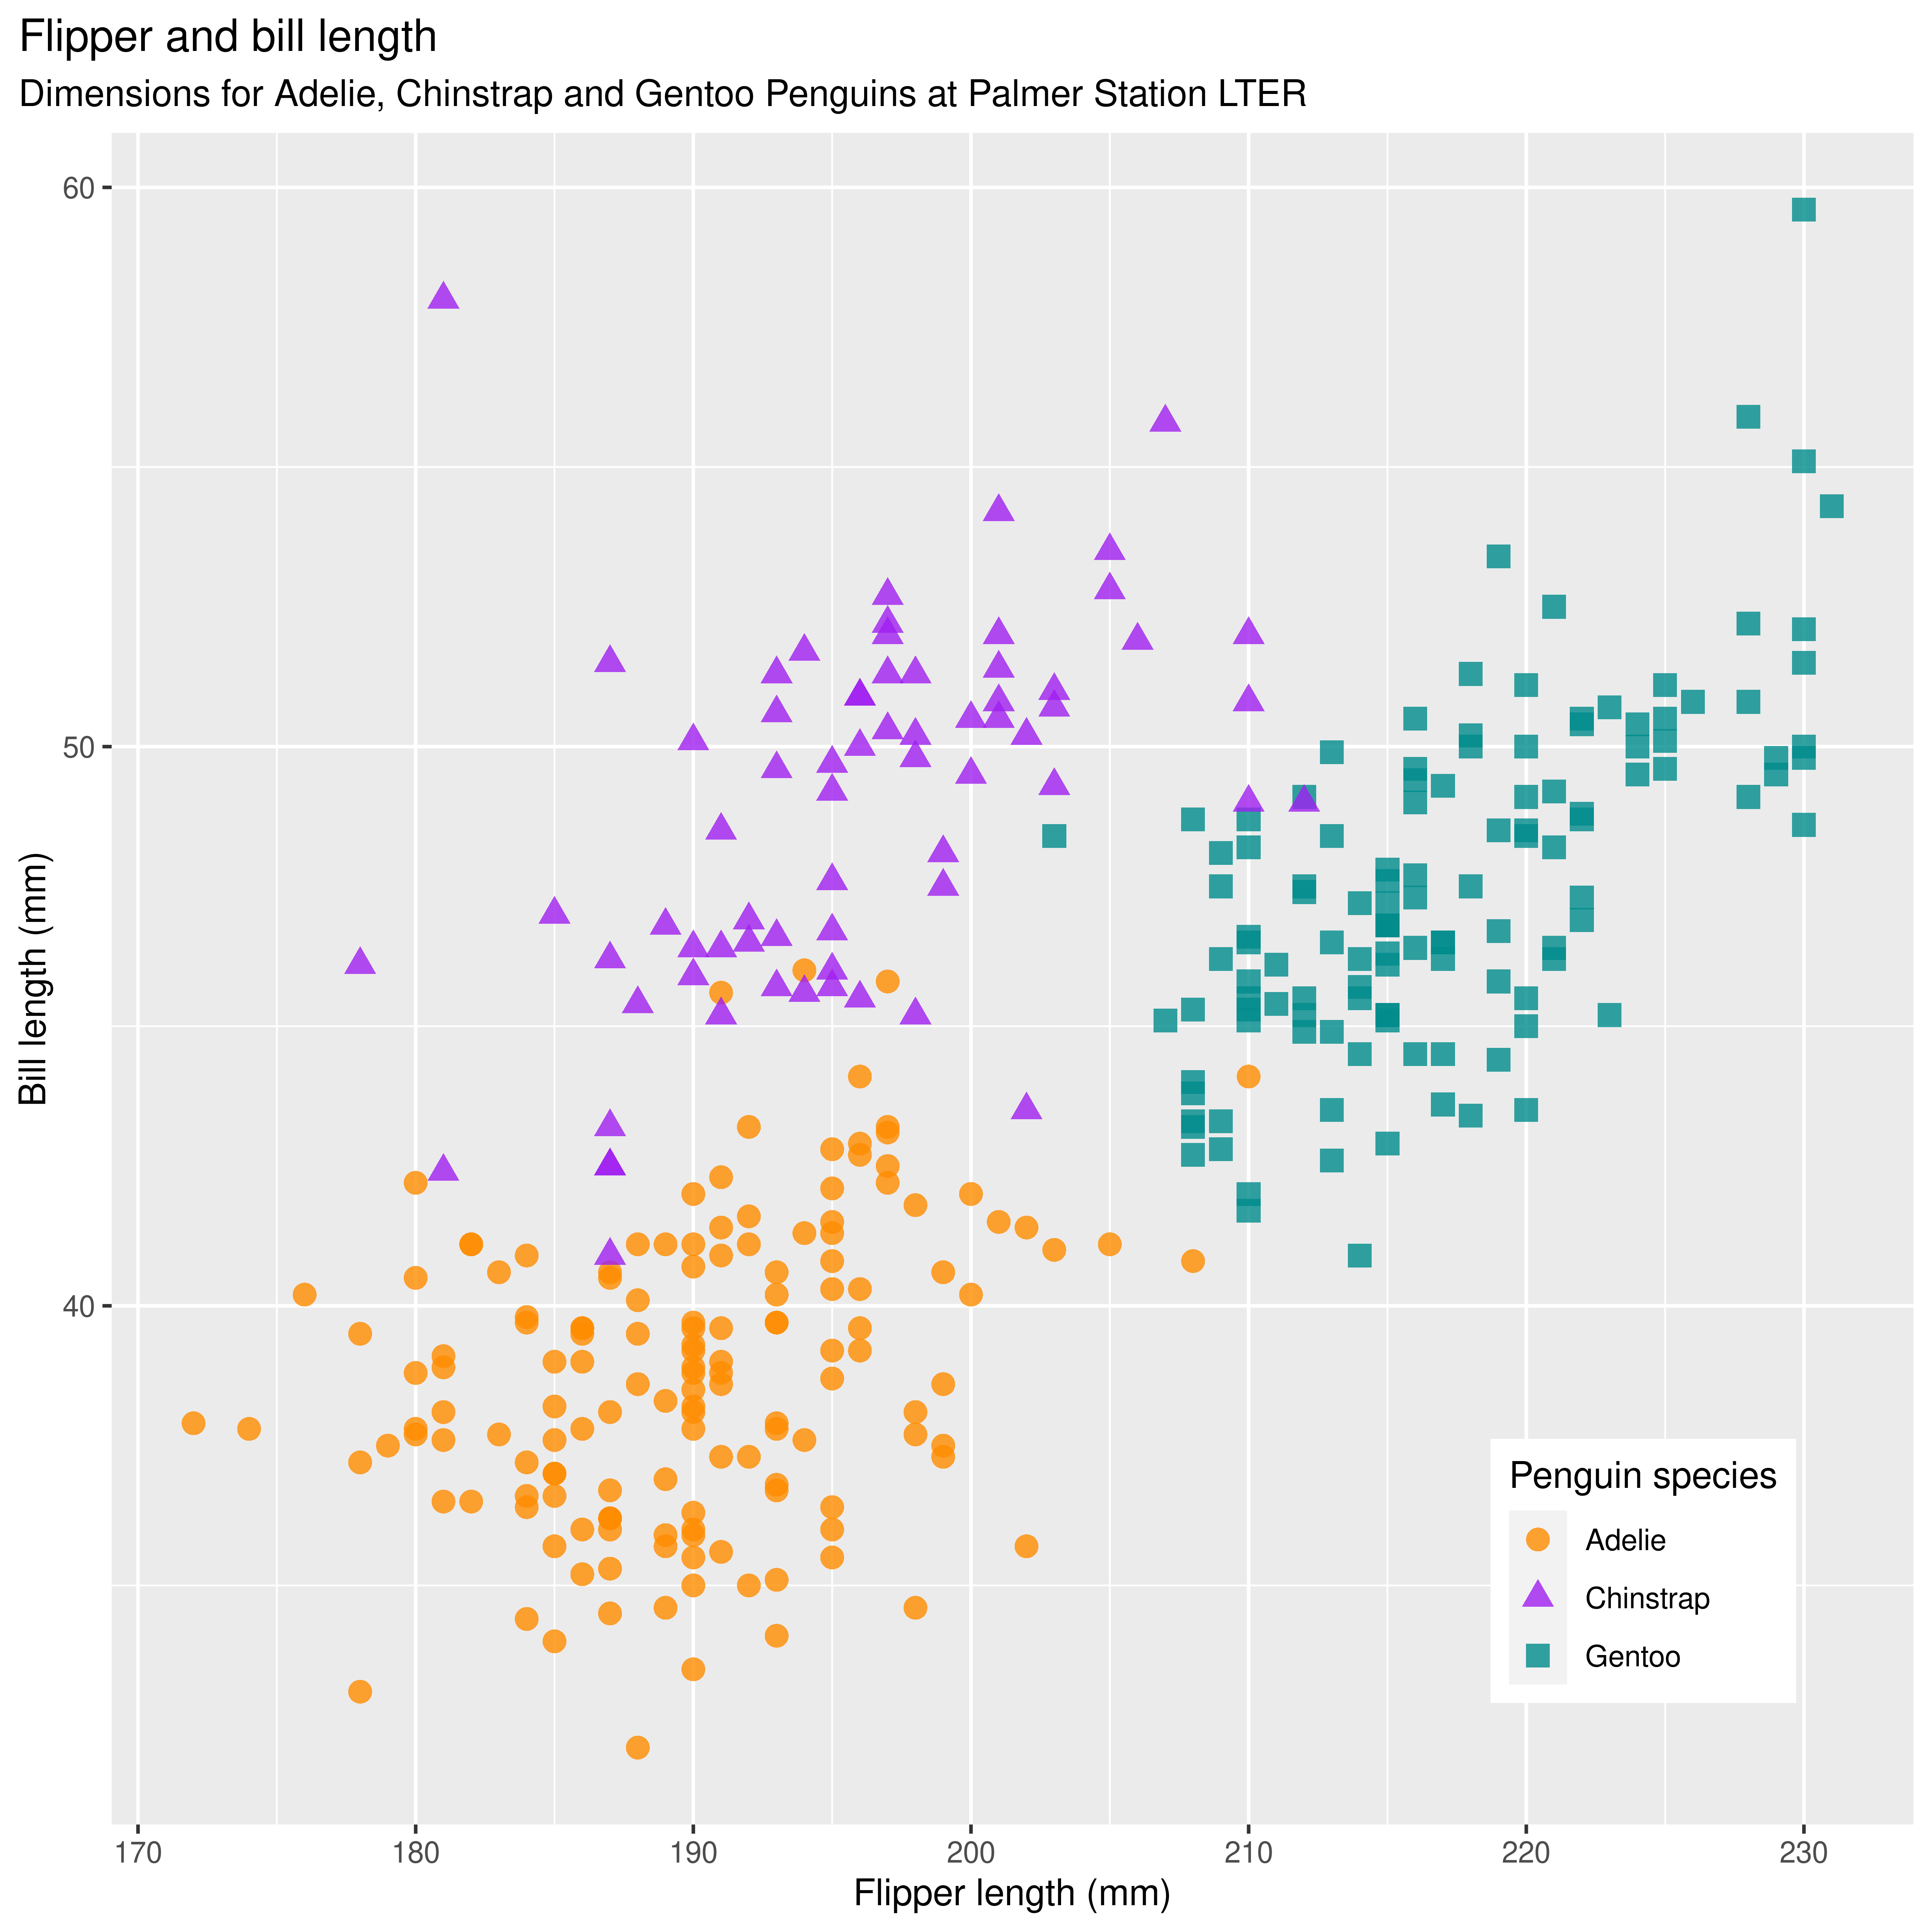 Flipper and bill length
Dimensions for Adelie, Chinstrap and Gentoo Penguins at Palmer Station LTER
60
50
40
Bill length (mm)
Penguin species
Adelie
Chinstrap
Gentoo
170 180 190 200 210 220 230
Flipper length (mm)